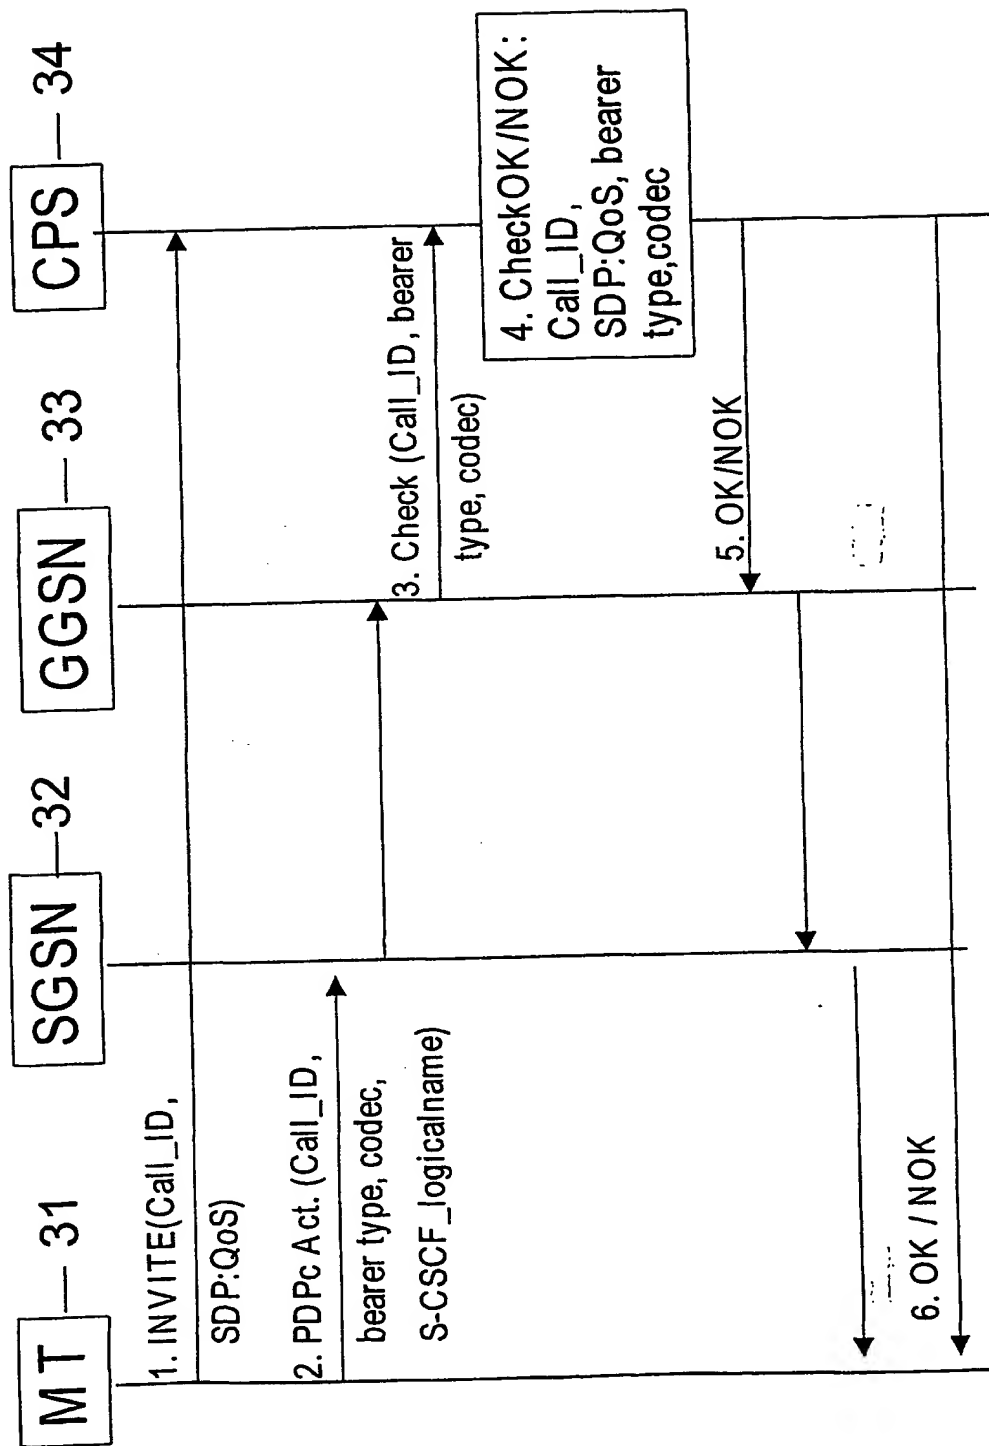 MT 31
SGSN 32
GGSN 33
CPS 34
1. INVITE(Call_ID,
SDP:QoS)
2. PDPc Act. (Call_ID,
bearer type, codec,
S-CSCF_logicalname)
3. Check (Call_ID, bearer
type, codec)
4. CheckOK/NOK:
Call_ID,
SDP:QoS, bearer
type,codec
5. OK/NOK
6. OK / NOK